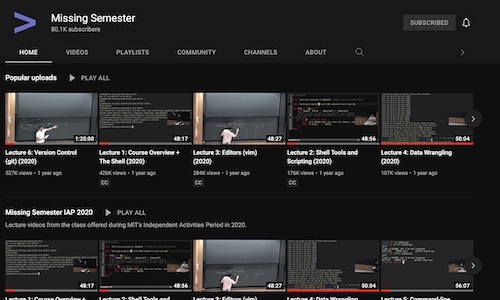 Missing Semester
80.1K subscribers
SUBSCRIBED
HOME VIDEOS PLAYLISTS COMMUNITY CHANNELS ABOUT
Popular uploads PLAY ALL
1:25:00 48:17 48:27 48:56 50:04
Lecture 6: Version Control (git) (2020)
527K views • 1 year ago
Lecture 1: Course Overview + The Shell (2020)
426K views • 1 year ago
CC
Lecture 3: Editors (vim) (2020)
284K views • 1 year ago
CC
Lecture 2: Shell Tools and Scripting (2020)
176K views • 1 year ago
CC
Lecture 4: Data Wrangling (2020)
107K views • 1 year ago
Missing Semester IAP 2020 PLAY ALL
Lecture videos from the class offered during MIT's Independent Activities Period in 2020.
48:17 48:56 48:27 50:04 56:07
Lecture 1: Course Overview +
Lecture 2: Shell Tools and
Lecture 3: Editors (vim)
Lecture 4: Data Wrangling
Lecture 5: Command-line